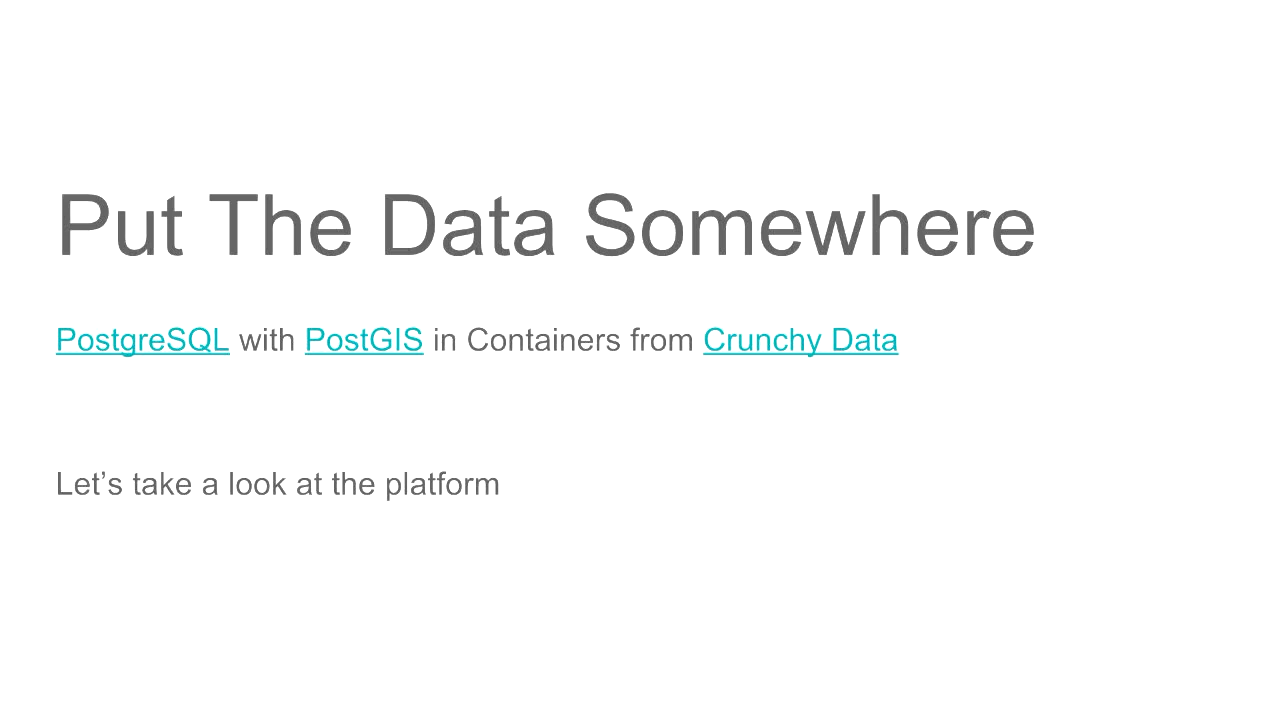 Put The Data Somewhere
PostgreSQL with PostGIS in Containers from Crunchy Data
Let’s take a look at the platform